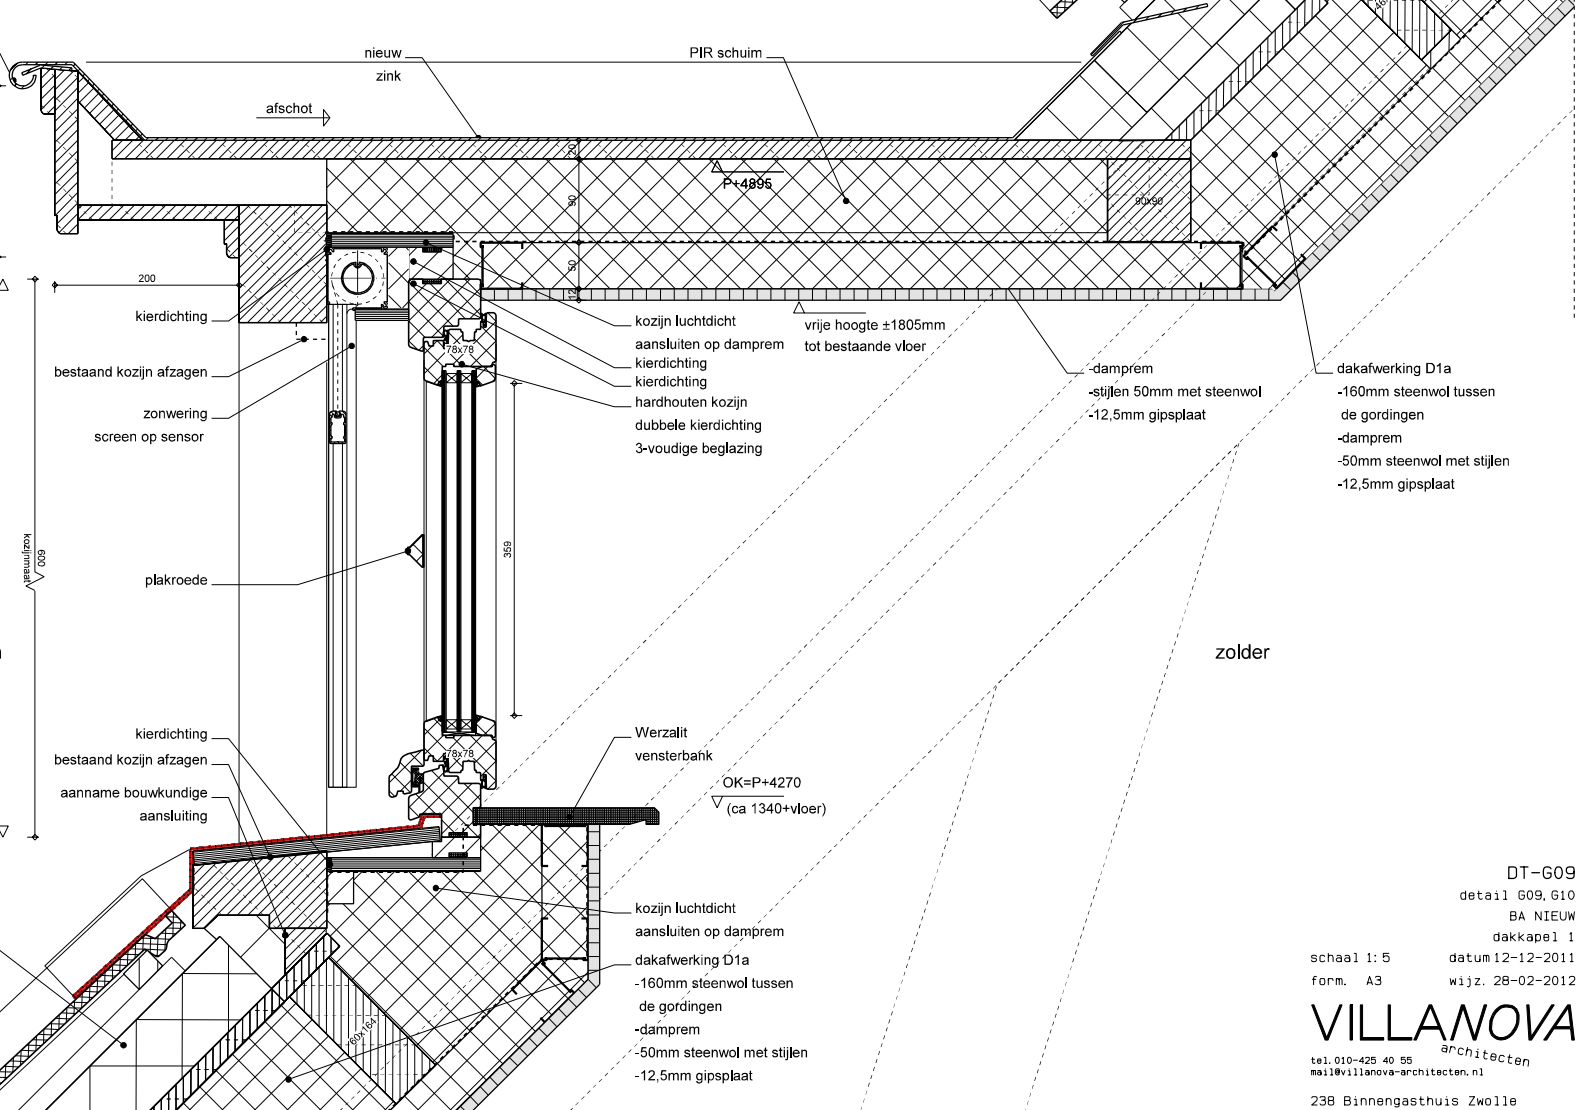 nieuw
zink
PIR schuim
afschot
20
P+4895
90
90x90
50
12
200
kierdichting
bestaand kozijn afzagen
zonwering
screen op sensor
kozijn luchtdicht
aansluiten op damprem
kierdichting
kierdichting
hardhouten kozijn
dubbele kierdichting
3-voudige beglazing
78x78
vrije hoogte ±1805mm
tot bestaande vloer
-damprem
-stijlen 50mm met steenwol
-12,5mm gipsplaat
dakafwerking D1a
-160mm steenwol tussen
de gordingen
-damprem
-50mm steenwol met stijlen
-12,5mm gipsplaat
600
kozijnmaat
359
plakroede
zolder
kierdichting
bestaand kozijn afzagen
aanname bouwkundige
aansluiting
78x78
Werzalit
vensterbank
OK=P+4270
(ca 1340+vloer)
kozijn luchtdicht
aansluiten op damprem
dakafwerking D1a
-160mm steenwol tussen
de gordingen
-damprem
-50mm steenwol met stijlen
-12,5mm gipsplaat
60x164
DT-G09
detail G09, G10
BA NIEUW
dakkapel 1
schaal 1:5 datum 12-12-2011
form. A3 wijz. 28-02-2012
VILLANOVA
architecten
tel. 010-425 40 55
mail@villanova-architecten.nl
238 Binnengasthuis Zwolle